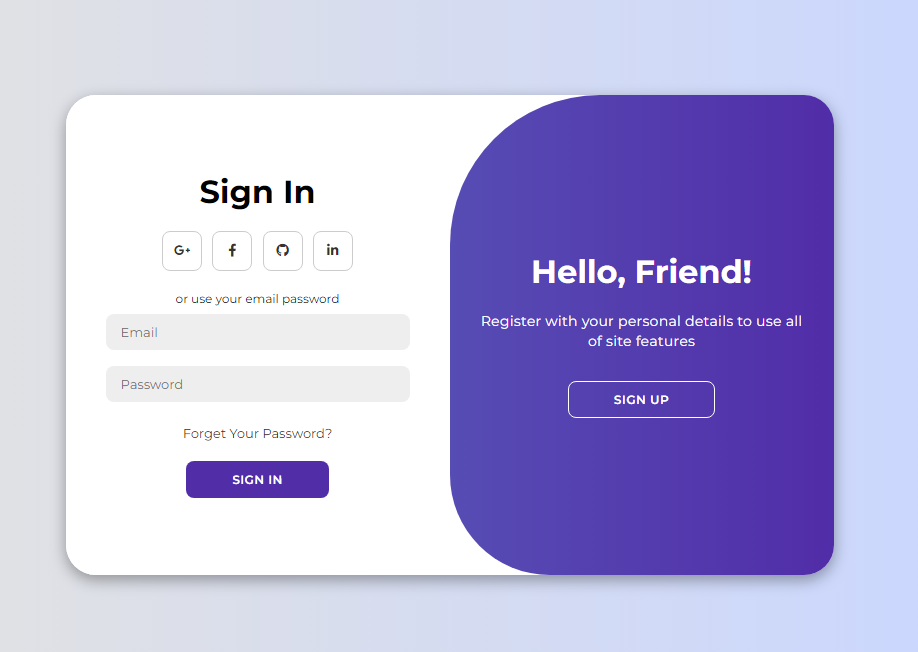 Sign In
G+
f
in
or use your email password
Email
Password
Forget Your Password?
SIGN IN
Hello, Friend!
Register with your personal details to use all
of site features
SIGN UP